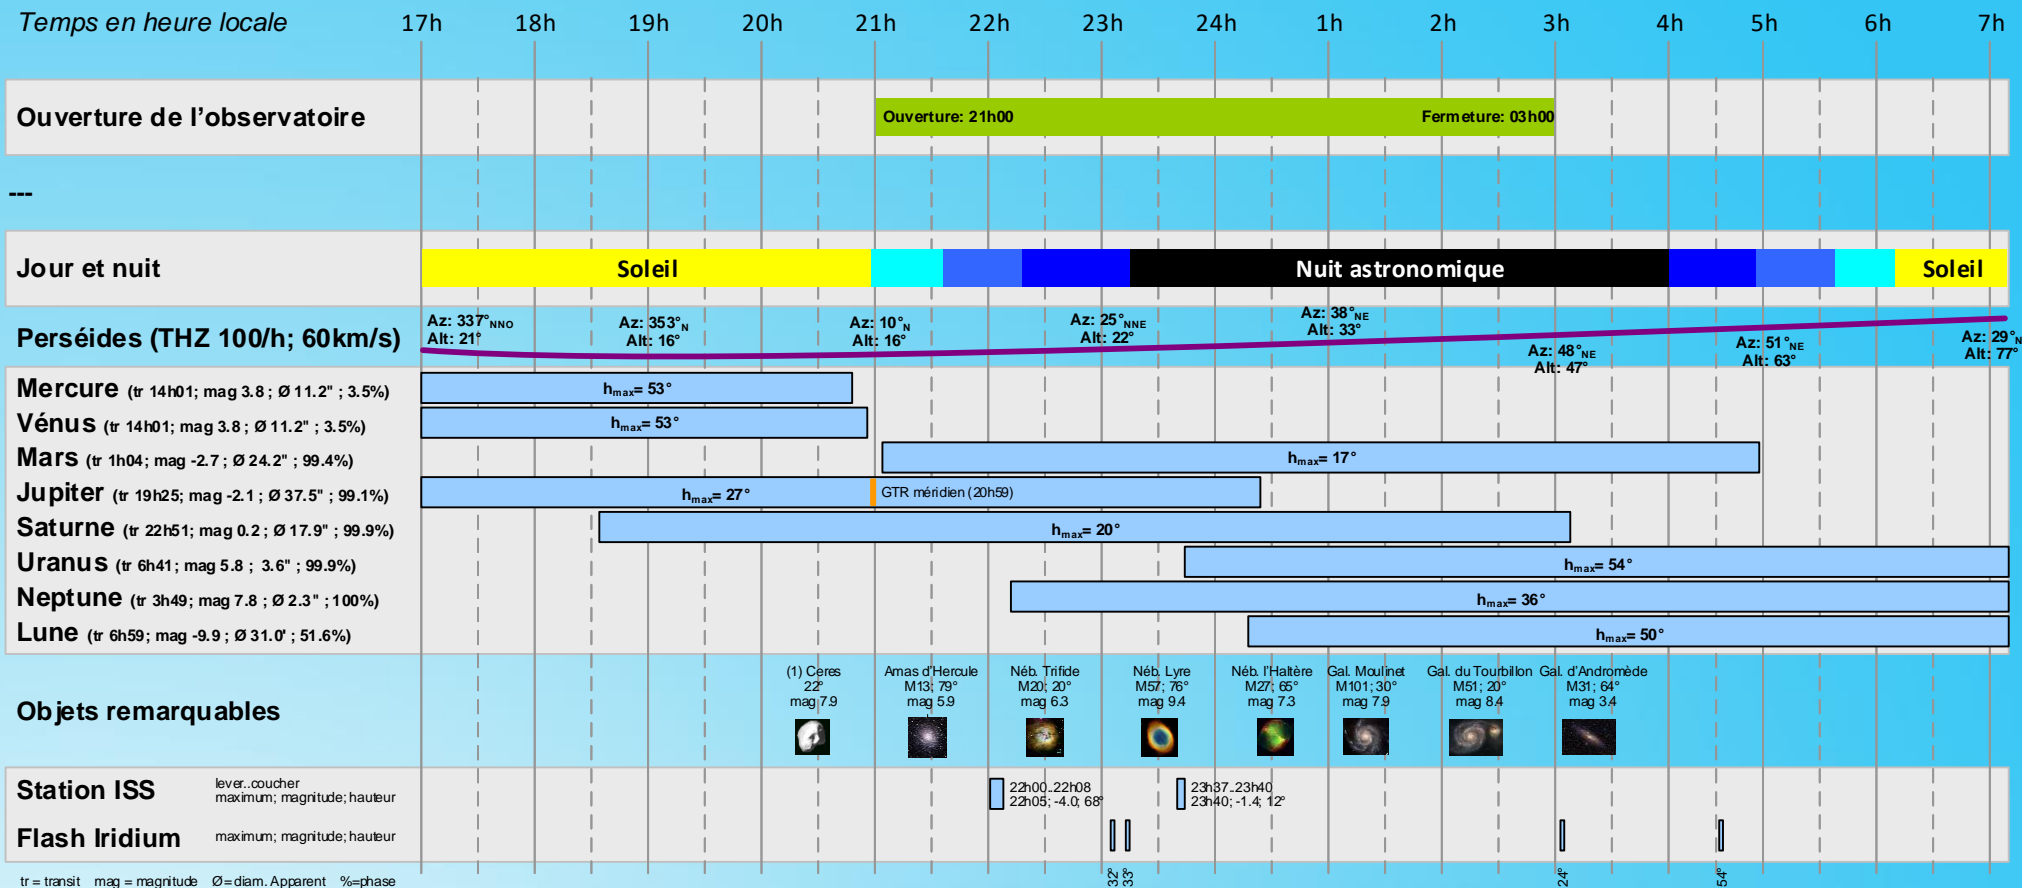 Temps en heure locale 17h 18h 19h 20h 21h 22h 23h 24h 1h 2h 3h 4h 5h 6h 7h
Ouverture de l'observatoire Ouverture: 21h00 Fermeture: 03h00
---
Jour et nuit Soleil Nuit astronomique Soleil
Perséides (THZ 100/h; 60km/s)
Az: 337°NNO
Alt: 21°
Az: 353°N
Alt: 16°
Az: 10°N
Alt: 16°
Az: 25°NNE
Alt: 22°
Az: 38°NE
Alt: 33°
Az: 48°NE
Alt: 47°
Az: 51°NE
Alt: 63°
Az: 29°N
Alt: 77°
Mercure (tr 14h01; mag 3.8 ; Ø 11.2" ; 3.5%) hmax= 53°
Vénus (tr 14h01; mag 3.8 ; Ø 11.2" ; 3.5%) hmax= 53°
Mars (tr 1h04; mag -2.7 ; Ø 24.2" ; 99.4%) hmax= 17°
Jupiter (tr 19h25; mag -2.1 ; Ø 37.5" ; 99.1%) hmax= 27° GTR méridien (20h59)
Saturne (tr 22h51; mag 0.2 ; Ø 17.9" ; 99.9%) hmax= 20°
Uranus (tr 6h41; mag 5.8 ; 3.6" ; 99.9%) hmax= 54°
Neptune (tr 3h49; mag 7.8 ; Ø 2.3" ; 100%) hmax= 36°
Lune (tr 6h59; mag -9.9 ; Ø 31.0' ; 51.6%) hmax= 50°
Objets remarquables
(1) Ceres
22°
mag 7.9
Amas d'Hercule
M13; 79°
mag 5.9
Néb. Trifide
M20; 20°
mag 6.3
Néb. Lyre
M57; 76°
mag 9.4
Néb. l'Haltère
M27; 65°
mag 7.3
Gal. Moulinet
M101; 30°
mag 7.9
Gal. du Tourbillon
M51; 20°
mag 8.4
Gal. d'Andromède
M31; 64°
mag 3.4
Station ISS
lever..coucher
maximum; magnitude; hauteur
22h00..22h08
22h05; -4.0; 68°
23h37..23h40
23h40; -1.4; 12°
Flash Iridium maximum; magnitude; hauteur
32° 33° 24° 54°
tr = transit mag = magnitude Ø=diam. Apparent %=phase